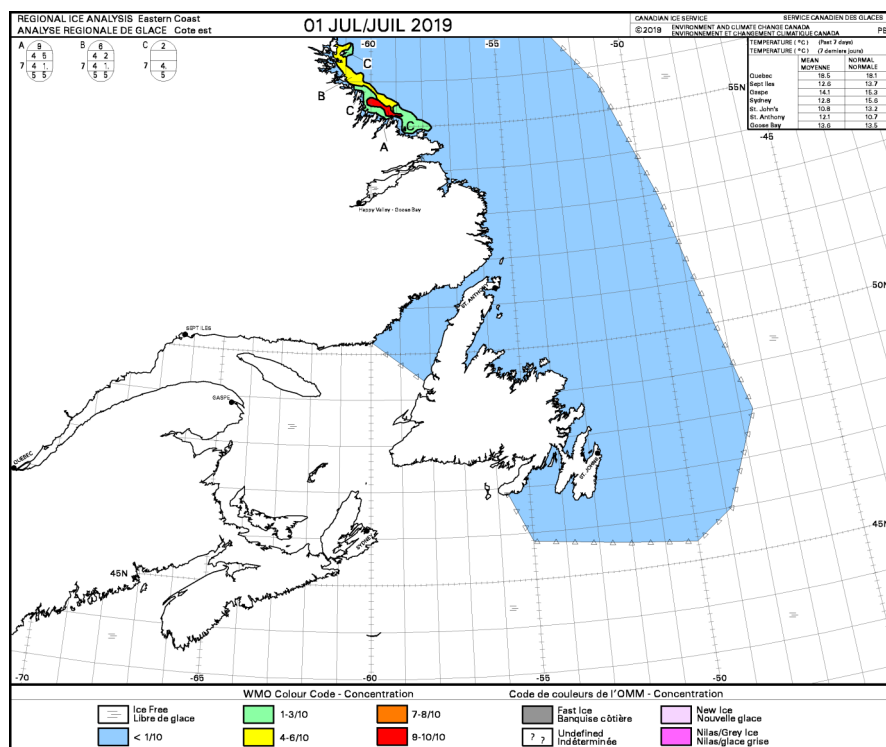 REGIONAL ICE ANALYSIS Eastern Coast
ANALYSE REGIONALE DE GLACE Cote est
01 JUL/JUIL 2019
CANADIAN ICE SERVICE SERVICE CANADIEN DES GLACES
©2019 ENVIRONMENT AND CLIMATE CHANGE CANADA
ENVIRONNEMENT ET CHANGEMENT CLIMATIQUE CANADA
TEMPERATURE (°C) (Past 7 days)
TEMPERATURE (°C) (7 derniers jours)
MEAN NORMAL
MOYENNE NORMALE
Quebec 18.5 18.1
Sept Iles 12.6 13.7
Gaspe 14.1 15.3
Sydney 12.8 15.6
St. John's 10.8 13.2
St. Anthony 12.1 10.7
Goose Bay 13.6 13.5
A B C
9 6 2
7 7 7
4 4 4.
5 5 5 5 5
-60 -55 -50
55N
-45
C
B
C
C
A
Happy Valley - Goose Bay
50N
ST. ANTHONY
SEPT ILES
GASPE
QUEBEC
ST. JOHN'S
SYDNEY
45N
45N
-70 -65 -60 -55 -50
WMO Colour Code - Concentration Code de couleurs de l'OMM - Concentration
Ice Free
Libre de glace
< 1/10
1-3/10
4-6/10
7-8/10
9-10/10
Fast Ice
Banquise côtière
? ? Undefined
Indéterminée
New Ice
Nouvelle glace
Nilas/Grey Ice
Nilas/glace grise